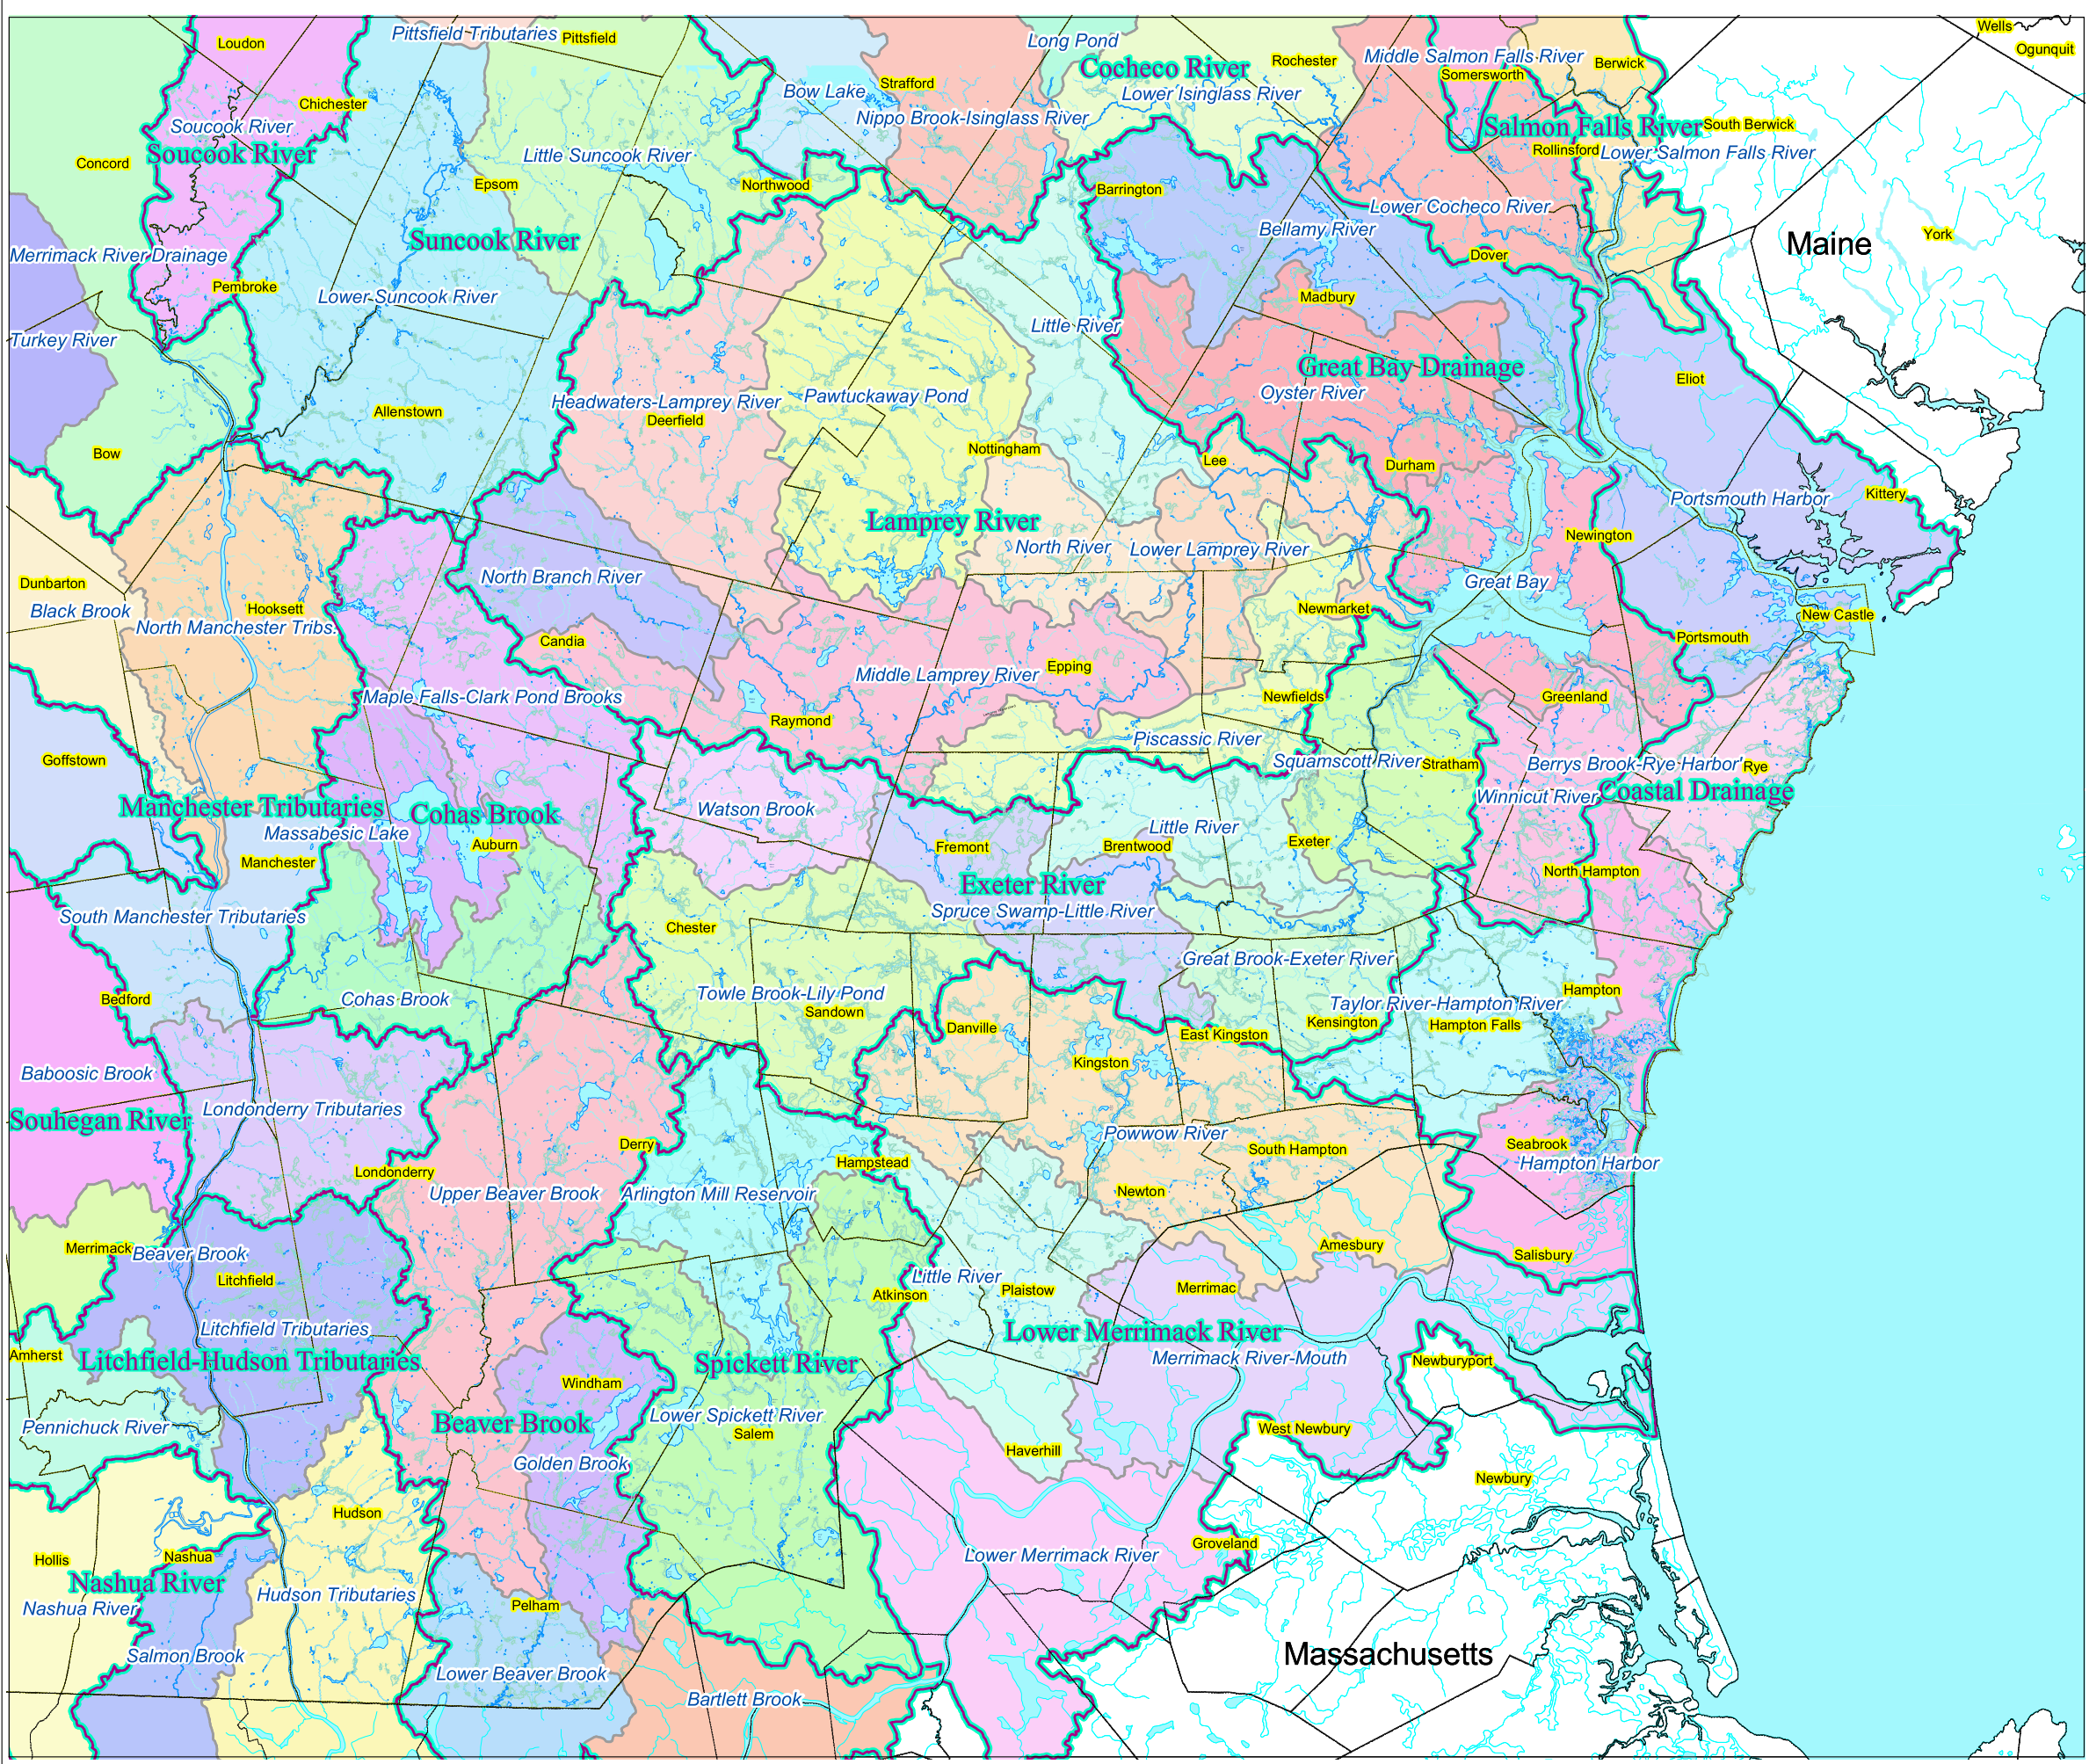 Wells
Ogunquit
Loudon
Pittsfield Tributaries
Pittsfield
Long Pond
Cocheco River
Rochester
Middle Salmon Falls River
Somersworth
Berwick
Strafford
Bow Lake
Lower Isinglass River
Chichester
Nippo Brook-Isinglass River
Soucook River
Soucook River
Salmon Falls River
South Berwick
Rollinsford
Lower Salmon Falls River
Concord
Little Suncook River
Epsom
Northwood
Barrington
Lower Cocheco River
Bellamy River
York
Maine
Suncook River
Merrimack River Drainage
Dover
Pembroke
Lower Suncook River
Madbury
Little River
Turkey River
Great Bay Drainage
Eliot
Oyster River
Headwaters-Lamprey River
Pawtuckaway Pond
Allenstown
Deerfield
Bow
Nottingham
Lee
Durham
Portsmouth Harbor
Kittery
Lamprey River
Newington
North River
Lower Lamprey River
North Branch River
Great Bay
Dunbarton
Black Brook
Hooksett
North Manchester Tribs.
Newmarket
New Castle
Candia
Portsmouth
Epping
Middle Lamprey River
Maple Falls-Clark Pond Brooks
Newfields
Greenland
Raymond
Piscassic River
Goffstown
Squamscott River
Stratham
Berrys Brook-Rye Harbor
Rye
Coastal Drainage
Winnicut River
Manchester Tributaries
Cohas Brook
Watson Brook
Massabesic Lake
Little River
Auburn
Fremont
Brentwood
Exeter
Manchester
North Hampton
Exeter River
Spruce Swamp-Little River
South Manchester Tributaries
Chester
Great Brook-Exeter River
Towle Brook-Lily Pond
Sandown
Bedford
Cohas Brook
Taylor River-Hampton River
Hampton
Danville
Kensington
Hampton Falls
East Kingston
Kingston
Baboosic Brook
Londonderry Tributaries
Souhegan River
Powwow River
Derry
South Hampton
Seabrook
Hampton Harbor
Hampstead
Londonderry
Upper Beaver Brook
Arlington Mill Reservoir
Newton
Merrimack
Beaver Brook
Litchfield
Amesbury
Salisbury
Little River
Plaistow
Merrimac
Atkinson
Litchfield Tributaries
Lower Merrimack River
Merrimack River-Mouth
Amherst
Litchfield-Hudson Tributaries
Spickett River
Newburyport
Windham
Pennichuck River
Beaver Brook
Lower Spickett River
Salem
West Newbury
Haverhill
Golden Brook
Newbury
Hudson
Groveland
Hollis
Nashua
Lower Merrimack River
Nashua River
Nashua River
Hudson Tributaries
Pelham
Salmon Brook
Massachusetts
Lower Beaver Brook
Bartlett Brook